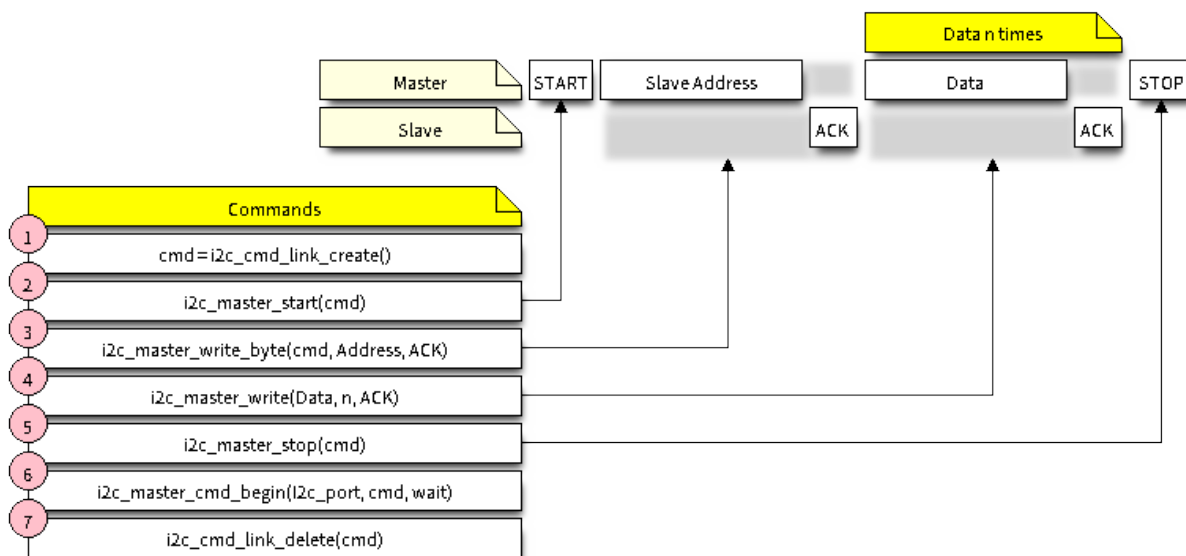 Data n times
Master
START
Slave Address
Data
STOP
Slave
ACK
ACK
Commands
1
cmd=i2c_cmd_link_create()
2
i2c_master_start(cmd)
3
i2c_master_write_byte(cmd, Address, ACK)
4
i2c_master_write(Data, n, ACK)
5
i2c_master_stop(cmd)
6
i2c_master_cmd_begin(I2c_port, cmd, wait)
7
i2c_cmd_link_delete(cmd)